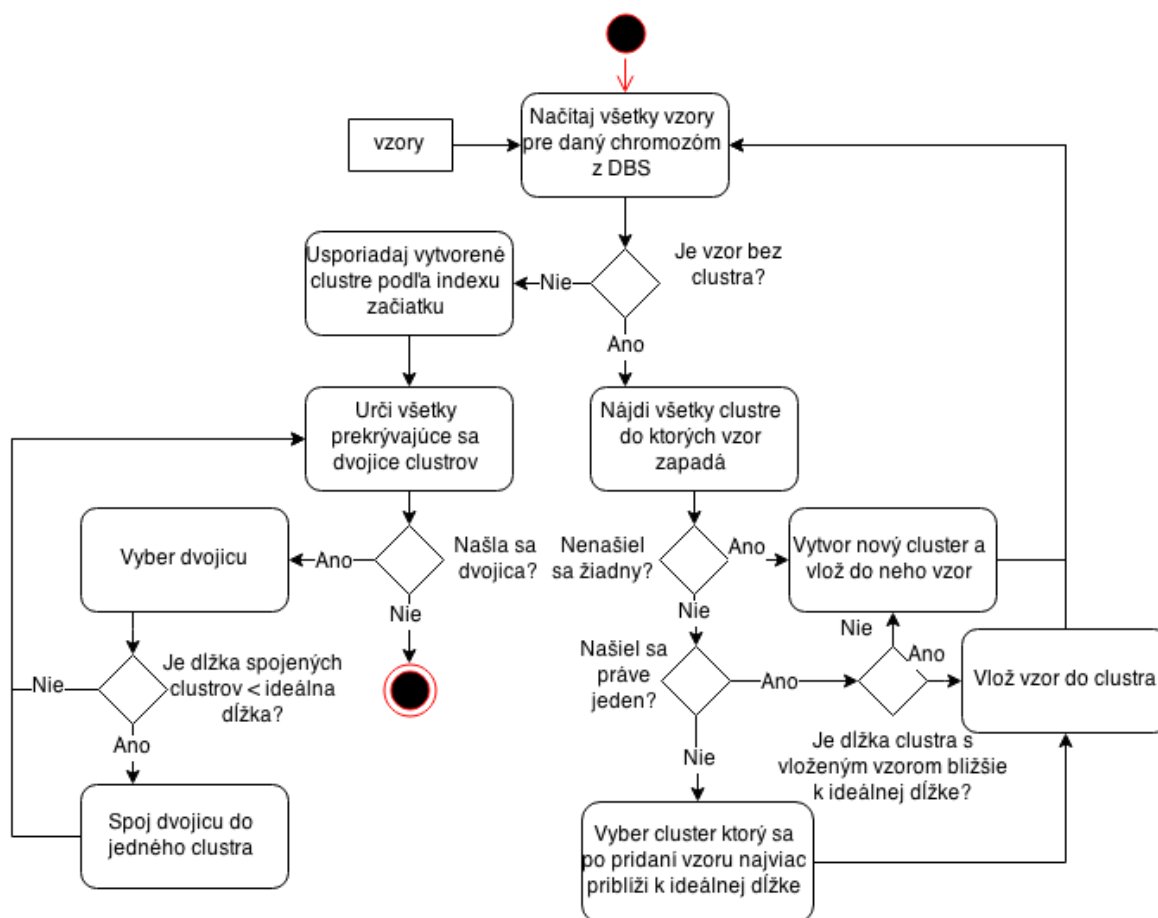 Načítaj všetky vzory
pre daný chromozóm
z DBS
vzory
Usporiadaj vytvorené
clustre podľa indexu
začiatku
Nie
Je vzor bez
clustra?
Ano
Urči všetky
prekrývajúce sa
dvojice clustrov
Nájdi všetky clustre
do ktorých vzor
zapadá
Vyber dvojicu
Ano
Našla sa
dvojica?
Nenašiel
sa žiadny?
Ano
Vytvor nový cluster a
vlož do neho vzor
Nie
Nie
Nie
Nie
Je dĺžka spojených
clustrov < ideálna
dĺžka?
Našiel sa
práve
jeden?
Ano
Ano
Vlož vzor do clustra
Ano
Nie
Je dĺžka clustra s
vloženým vzorom bližšie
k ideálnej dĺžke?
Spoj dvojicu do
jedného clustra
Vyber cluster ktorý sa
po pridaní vzoru najviac
priblíži k ideálnej dĺžke